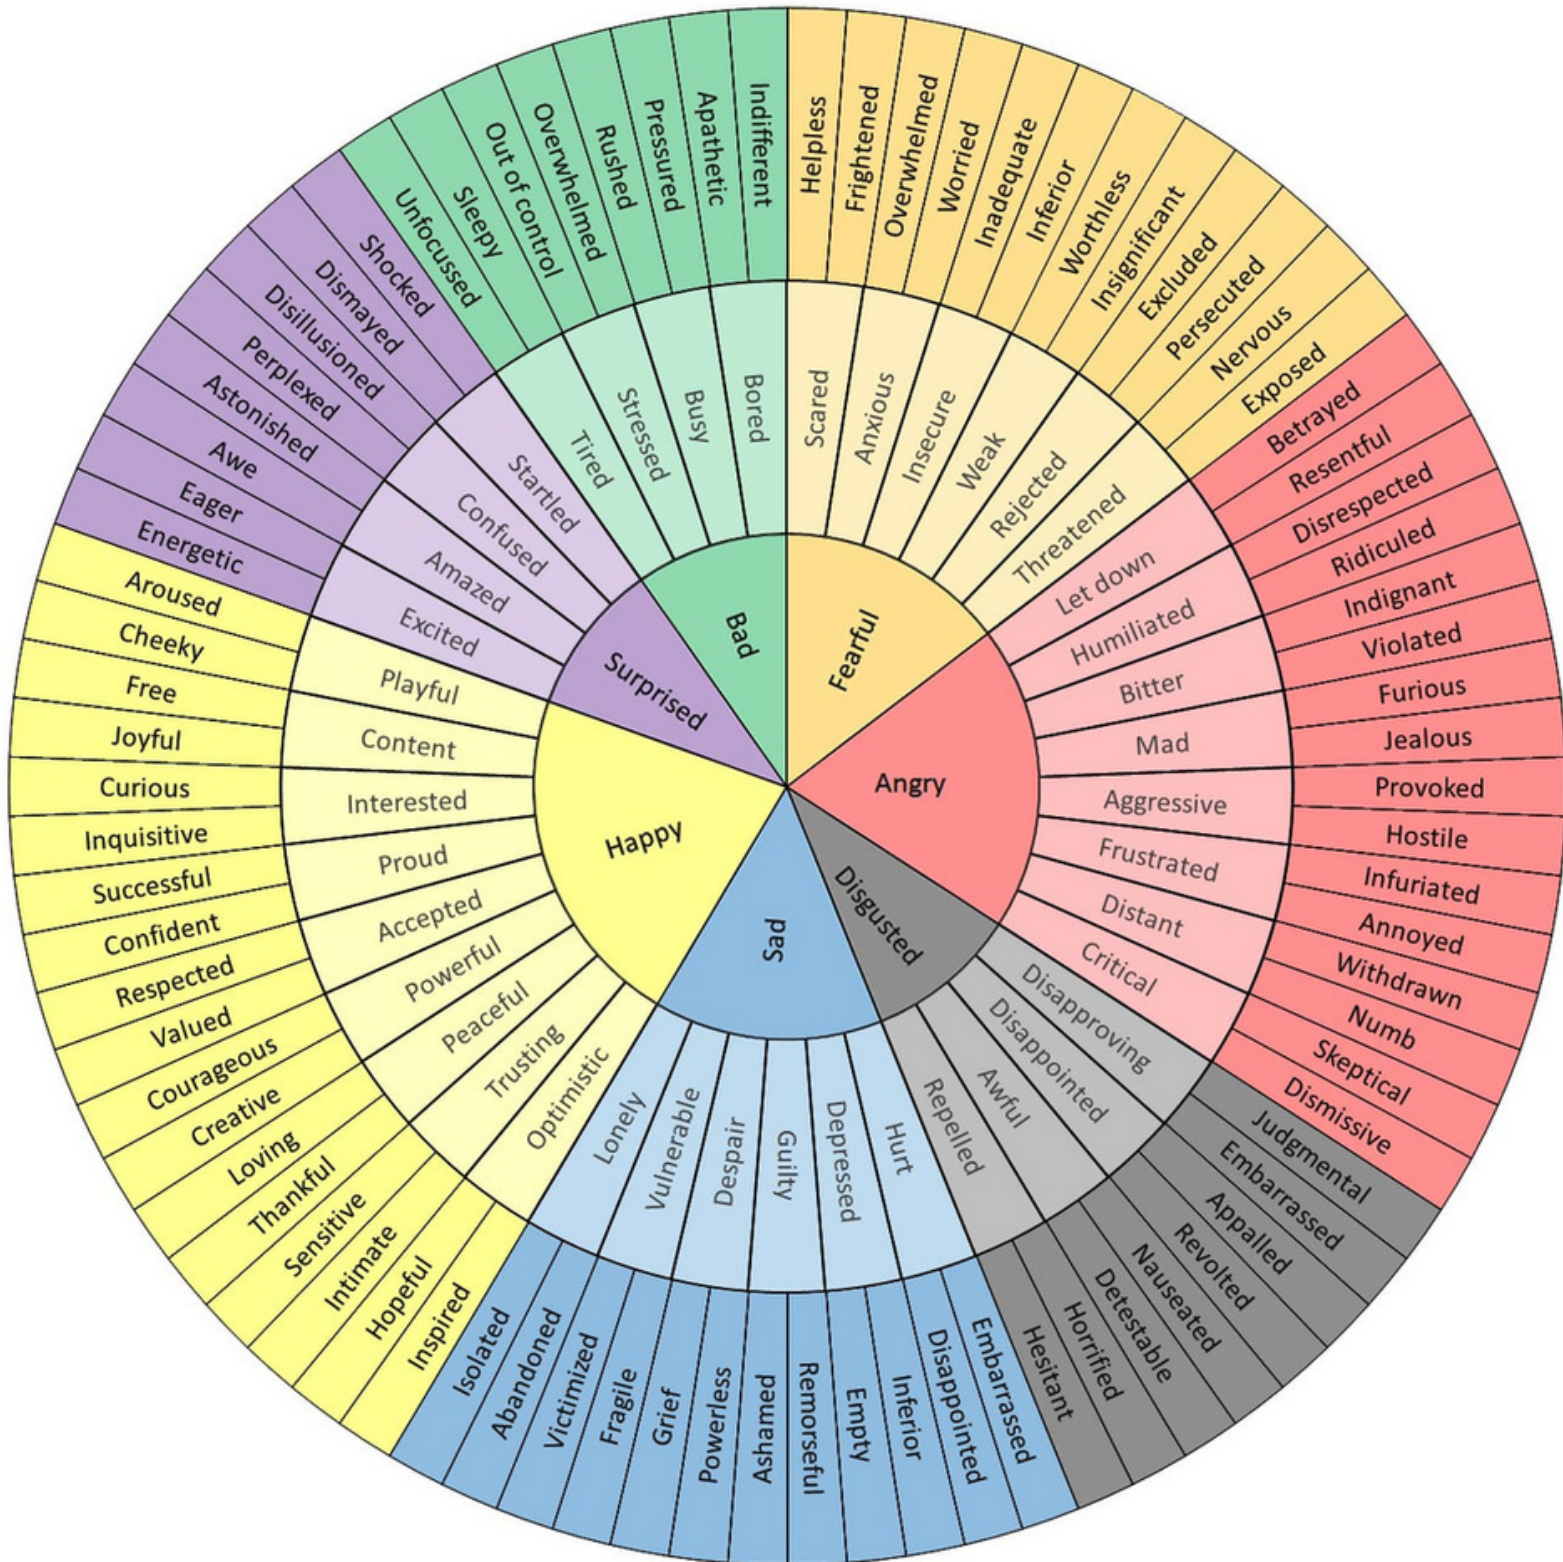 Fearful
Angry
Disgusted
Sad
Happy
Surprised
Bad
Scared
Anxious
Insecure
Weak
Rejected
Threatened
Let down
Humiliated
Bitter
Mad
Aggressive
Frustrated
Distant
Critical
Disapproving
Disappointed
Awful
Repelled
Hurt
Depressed
Guilty
Despair
Vulnerable
Lonely
Optimistic
Trusting
Peaceful
Powerful
Accepted
Proud
Interested
Content
Playful
Excited
Amazed
Confused
Startled
Tired
Stressed
Busy
Bored
Helpless
Frightened
Overwhelmed
Worried
Inadequate
Inferior
Worthless
Insignificant
Excluded
Persecuted
Nervous
Exposed
Betrayed
Resentful
Disrespected
Ridiculed
Indignant
Violated
Furious
Jealous
Provoked
Hostile
Infuriated
Annoyed
Withdrawn
Numb
Skeptical
Dismissive
Judgmental
Embarrassed
Appalled
Revolted
Nauseated
Detestable
Horrified
Hesitant
Embarrassed
Disappointed
Inferior
Empty
Remorseful
Ashamed
Powerless
Grief
Fragile
Victimized
Abandoned
Isolated
Inspired
Hopeful
Intimate
Sensitive
Thankful
Loving
Creative
Courageous
Valued
Respected
Confident
Successful
Inquisitive
Curious
Joyful
Free
Cheeky
Aroused
Energetic
Eager
Awe
Astonished
Perplexed
Disillusioned
Dismayed
Shocked
Unfocussed
Sleepy
Out of control
Overwhelmed
Rushed
Pressured
Apathetic
Indifferent